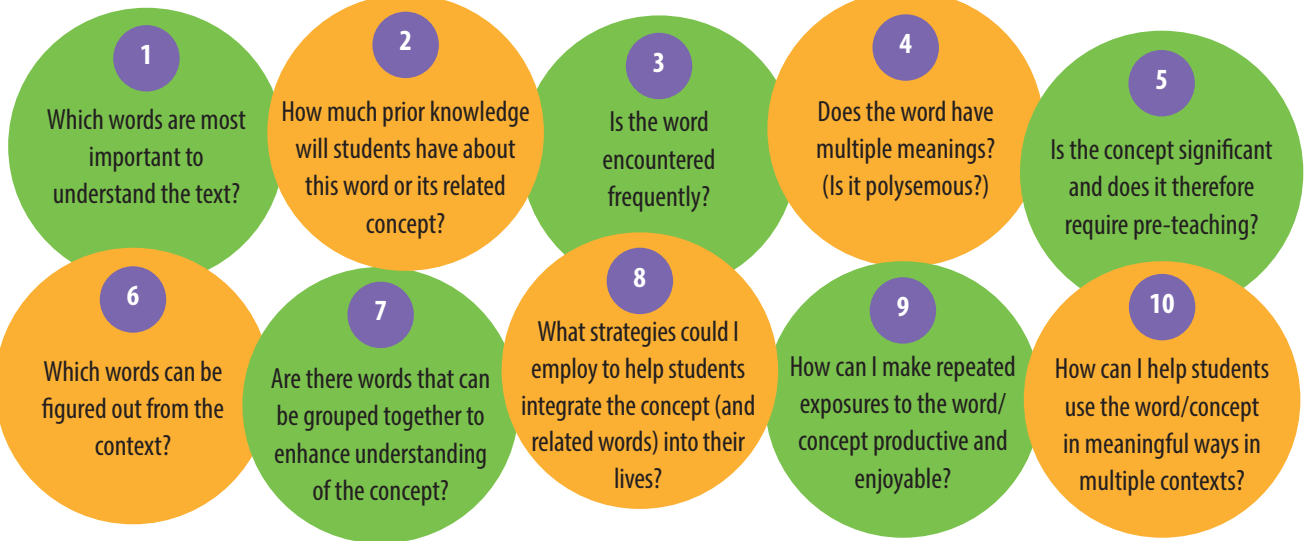 1
Which words are most
important to
understand the text?
2
How much prior knowledge
will students have about
this word or its related
concept?
3
Is the word
encountered
frequently?
4
Does the word have
multiple meanings?
(Is it polysemous?)
5
Is the concept significant
and does it therefore
require pre-teaching?
6
Which words can be
figured out from the
context?
7
Are there words that can
be grouped together to
enhance understanding
of the concept?
8
What strategies could I
employ to help students
integrate the concept (and
related words) into their
lives?
9
How can I make repeated
exposures to the word/
concept productive and
enjoyable?
10
How can I help students
use the word/concept
in meaningful ways in
multiple contexts?